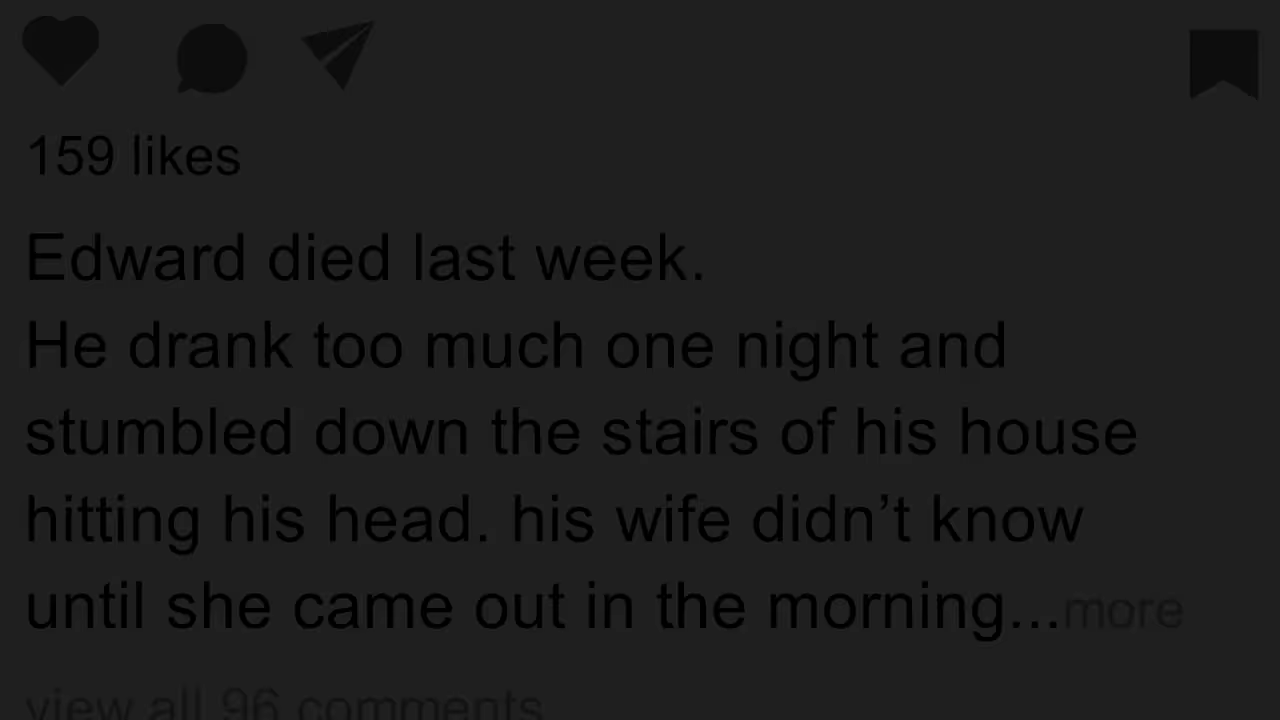 159 likes
Edward died last week.
He drank too much one night and
stumbled down the stairs of his house
hitting his head. his wife didn’t know
until she came out in the morning...more
view all 96 comments